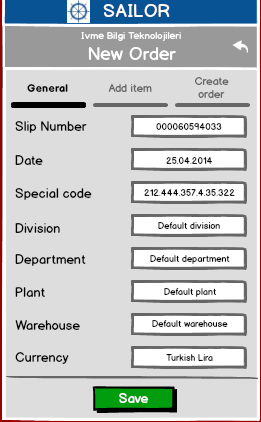 SAILOR
Ivme Bilgi Teknolojileri
New Order
General
Add item
Create
order
Slip Number
000060594033
Date
25.04.2014
Special code
212.444.357.4.35.322
Division
Default division
Department
Default department
Plant
Default plant
Warehouse
Default warehouse
Currency
Turkish Lira
Save